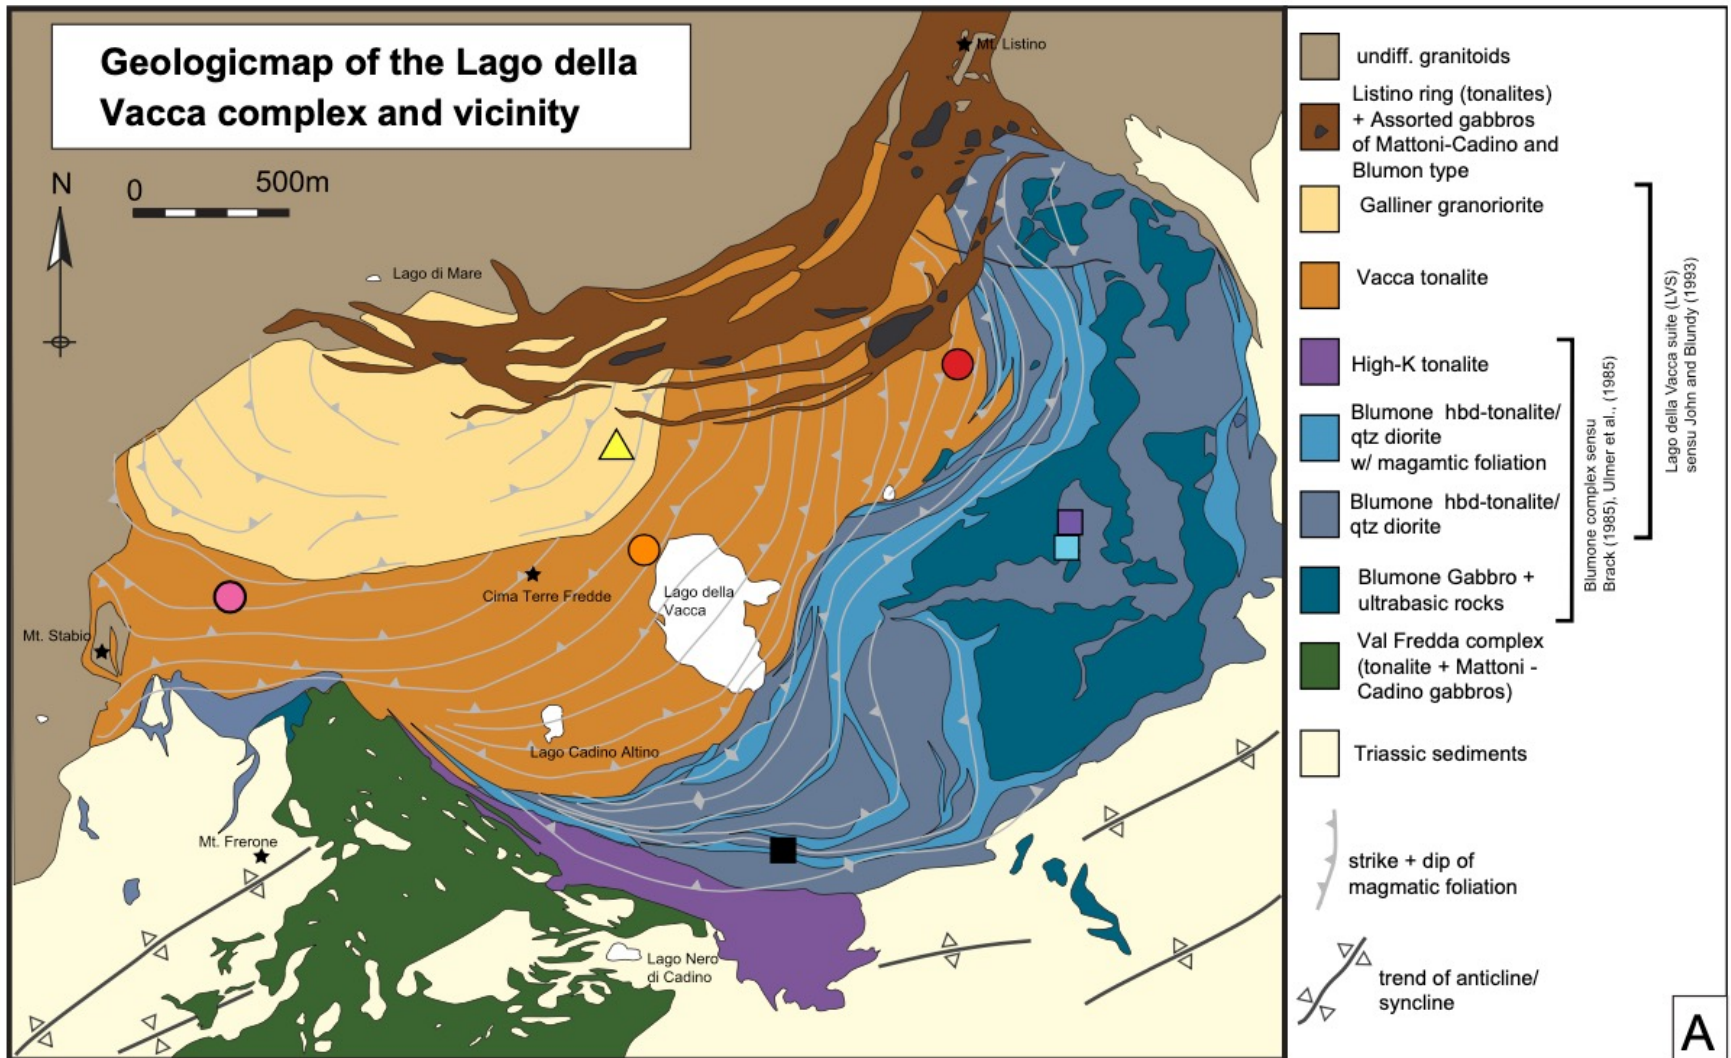 Geologicmap of the Lago della
Vacca complex and vicinity
N
0
500m
Mt. Listino
Lago di Mare
Cima Terre Fredde
Lago della
Vacca
Mt. Stabio
Lago Cadino Altino
Mt. Frerone
Lago Nero
di Cadino
undiff. granitoids
Listino ring (tonalites)
+ Assorted gabbros
of Mattoni-Cadino and
Blumon type
Galliner granoriorite
Vacca tonalite
High-K tonalite
Blumone hbd-tonalite/
qtz diorite
w/ magamtic foliation
Blumone hbd-tonalite/
qtz diorite
Blumone Gabbro +
ultrabasic rocks
Val Fredda complex
(tonalite + Mattoni -
Cadino gabbros)
Triassic sediments
strike + dip of
magmatic foliation
trend of anticline/
syncline
Blumone complex sensu
Brack (1985), Ulmer et al., (1985)
Lago della Vacca suite (LVS)
sensu John and Blundy (1993)
A